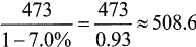 473/(1-7.0%) = 473/0.93 ≈ 508.6